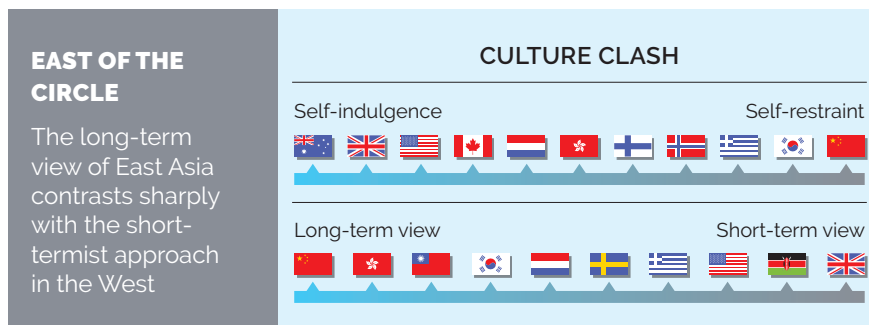 EAST OF THE
CIRCLE
The long-term
view of East Asia
contrasts sharply
with the short-
termist approach
in the West
CULTURE CLASH
Self-indulgence
Self-restraint
Long-term view
Short-term view